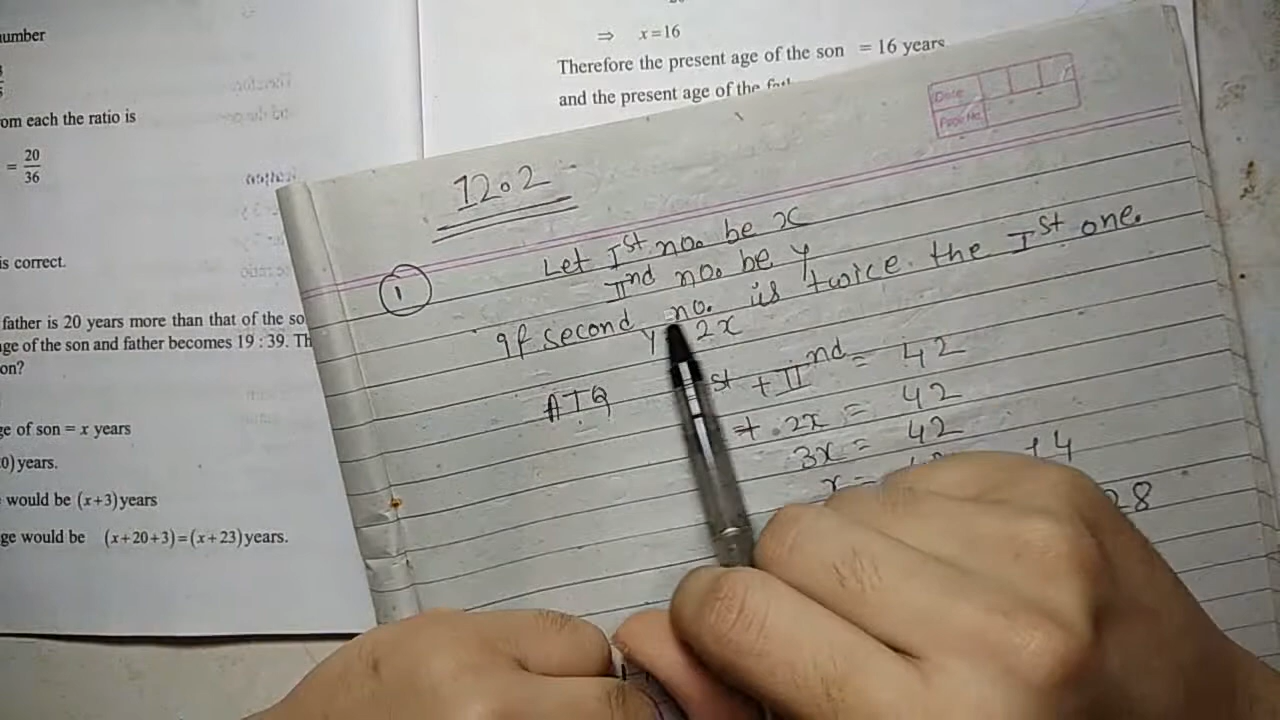 umber
om each the ratio is
= 20/36
is correct.
father is 20 years more than that of the so
ge of the son and father becomes 19 : 39. Th
on?
ge of son = x years
0) years.
would be (x+3) years
ge would be (x+20+3)=(x+23) years.
⇒ x=16
Therefore the present age of the son = 16 years
and the present age of the
Date
Page No.
12.2
1
Let Ist no. be x
IInd no. be y
If second no. is twice the Ist one.
y 2x
ATQ st + IInd = 42
+ 2x = 42
3x = 42
x =
14
28